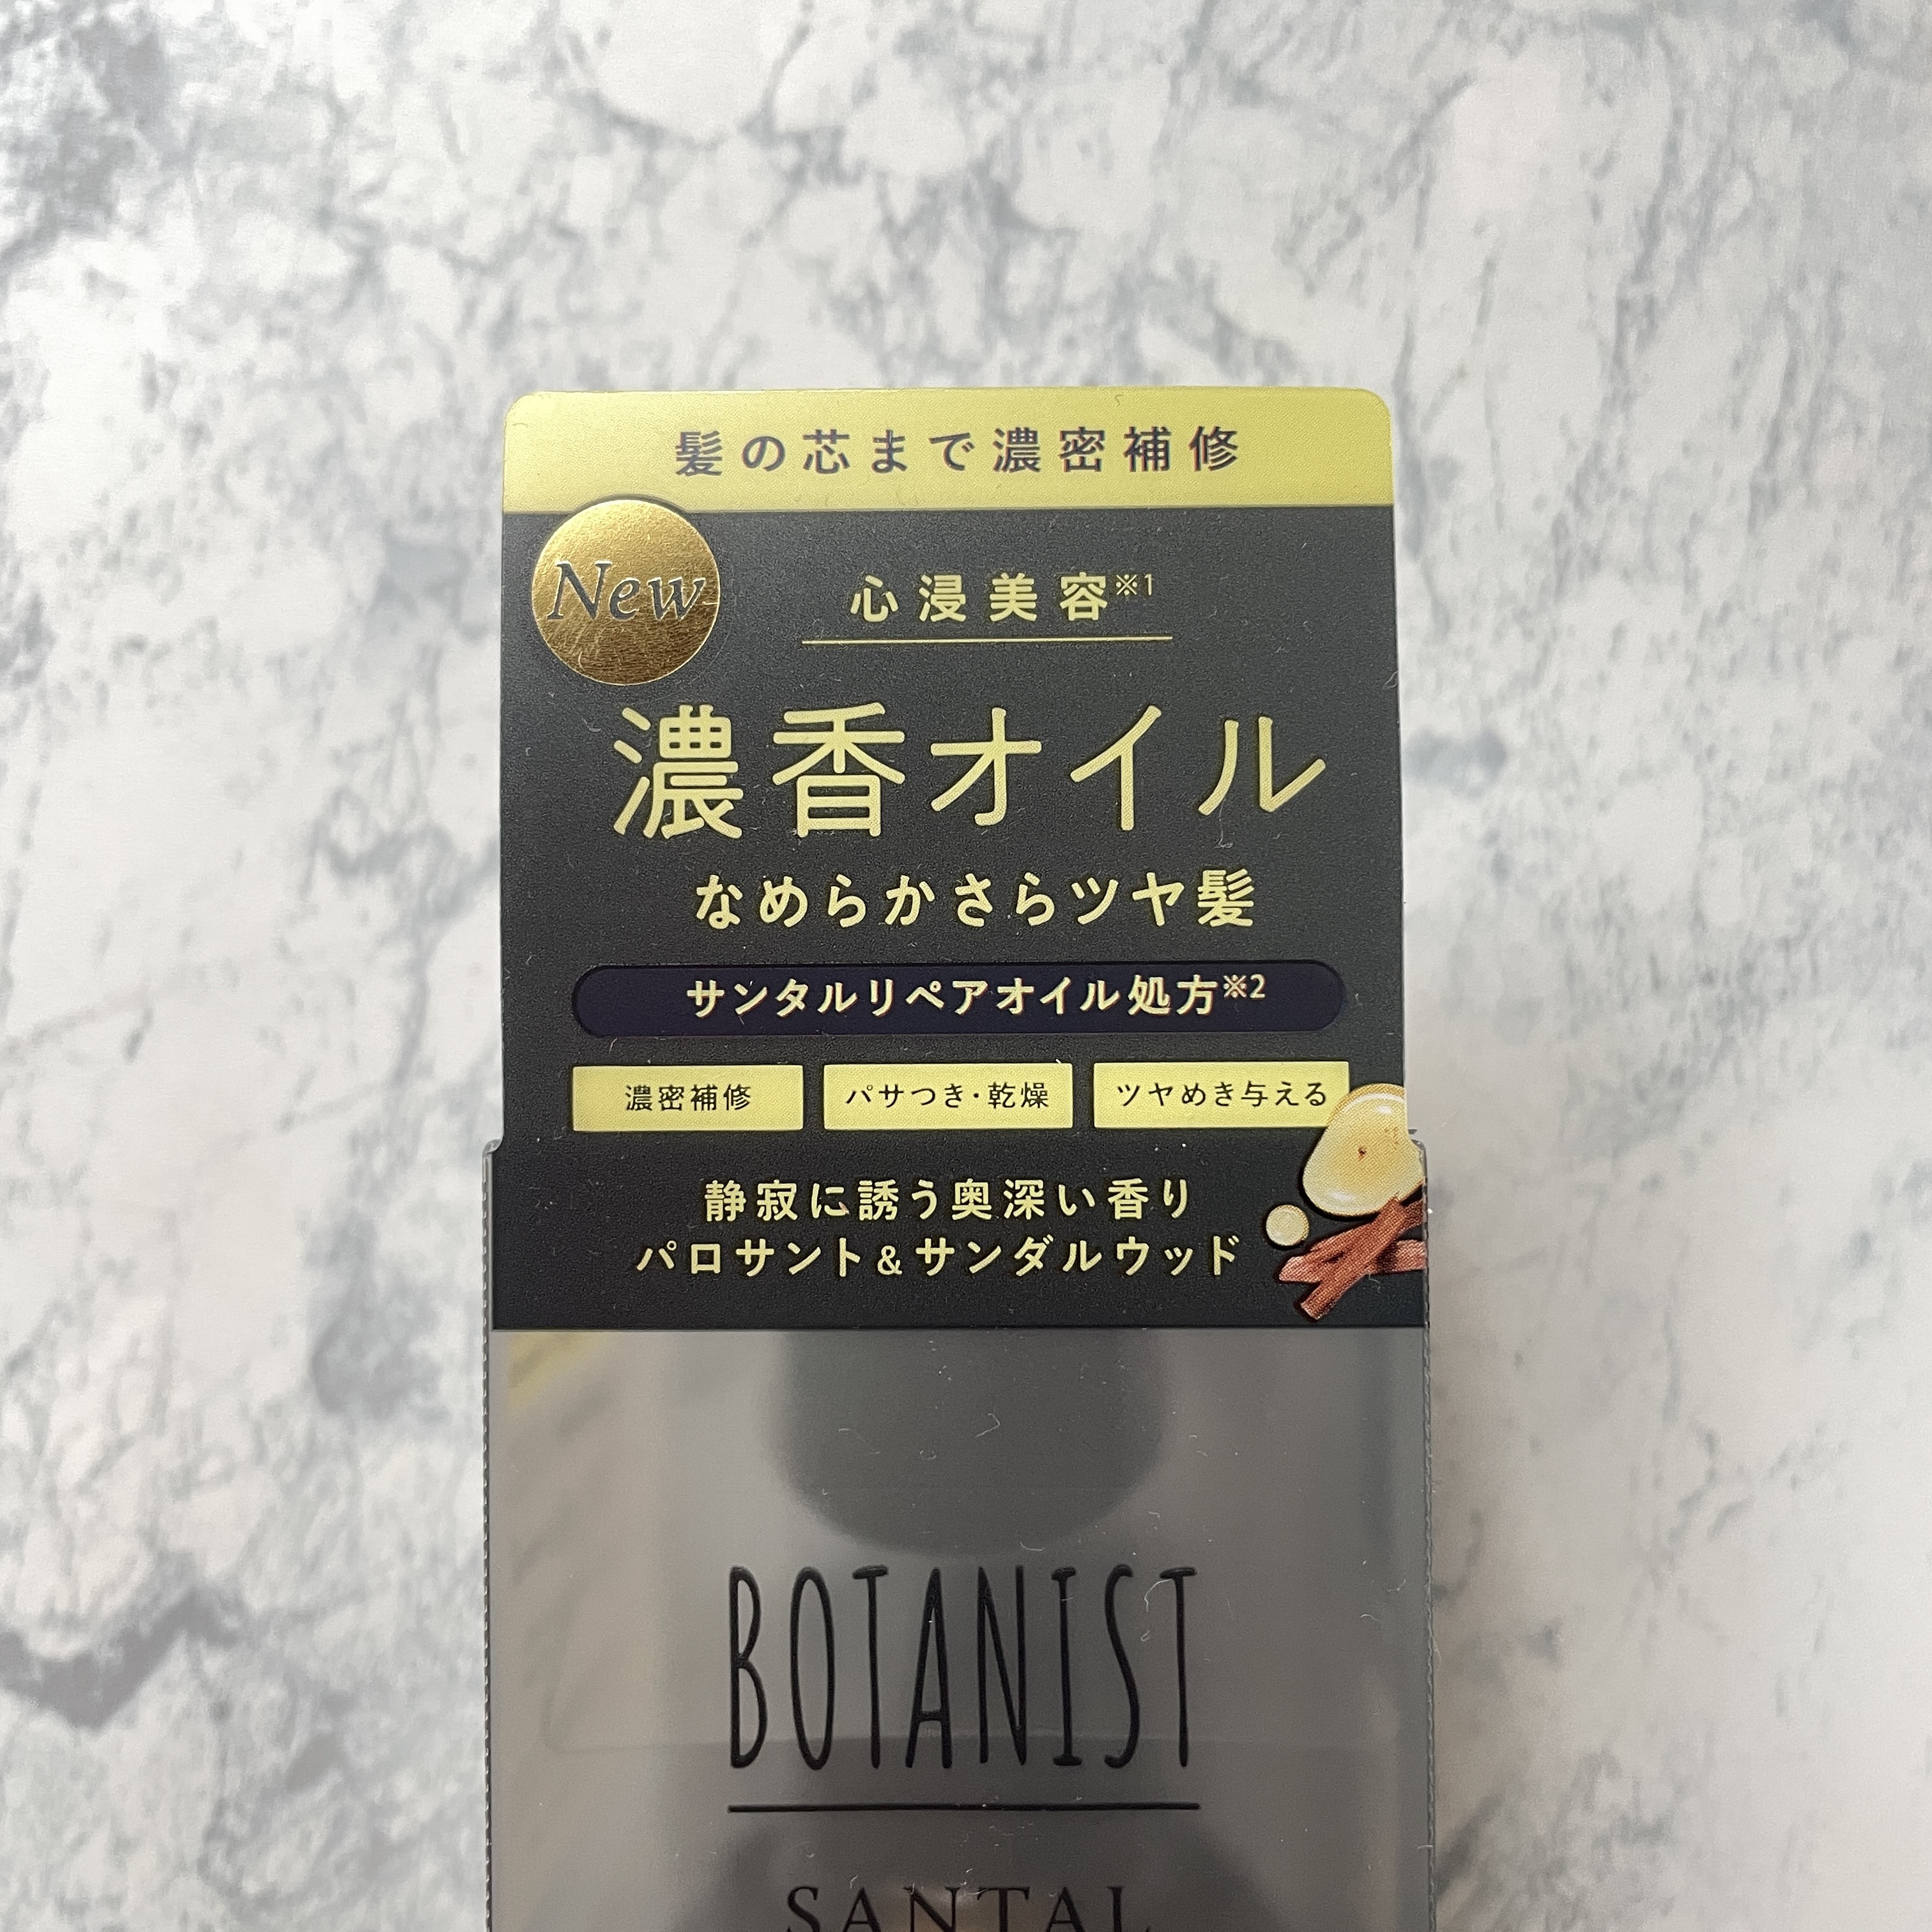 髪の芯まで濃密補修
New
心浸美容※1
濃香オイル
なめらかさらツヤ髪
サンタルリペアオイル処方※2
濃密補修
パサつき・乾燥
ツヤめき与える
静寂に誘う奥深い香り
パロサント&サンダルウッド
BOTANIST
SANTAL